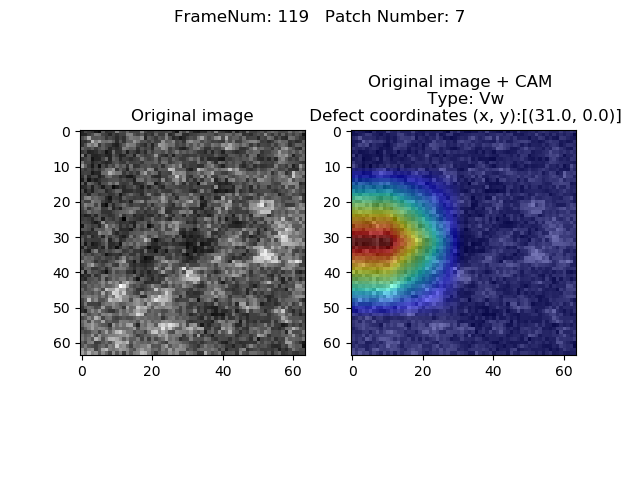 FrameNum: 119   Patch Number: 7
Original image
0
10
20
30
40
50
60
0 20 40 60
Original image + CAM
Type: Vw
Defect coordinates (x, y):[(31.0, 0.0)]
0
10
20
30
40
50
60
0 20 40 60